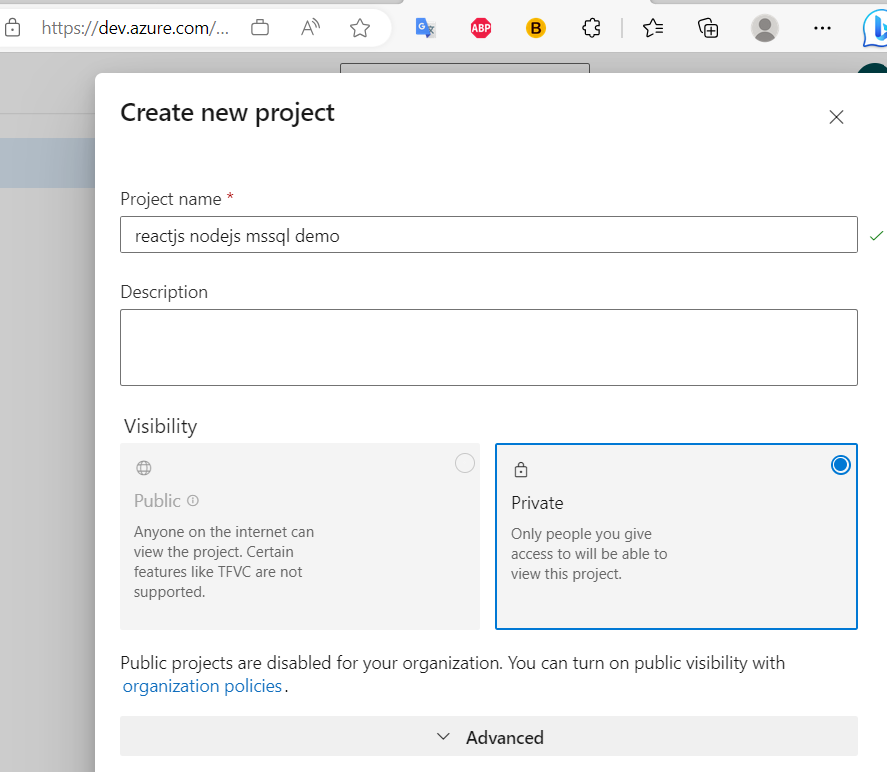 https://dev.azure.com/...
ABP
B
Create new project
Project name *
reactjs nodejs mssql demo
Description
Visibility
Public
Anyone on the internet can
view the project. Certain
features like TFVC are not
supported.
Private
Only people you give
access to will be able to
view this project.
Public projects are disabled for your organization. You can turn on public visibility with
organization policies.
Advanced